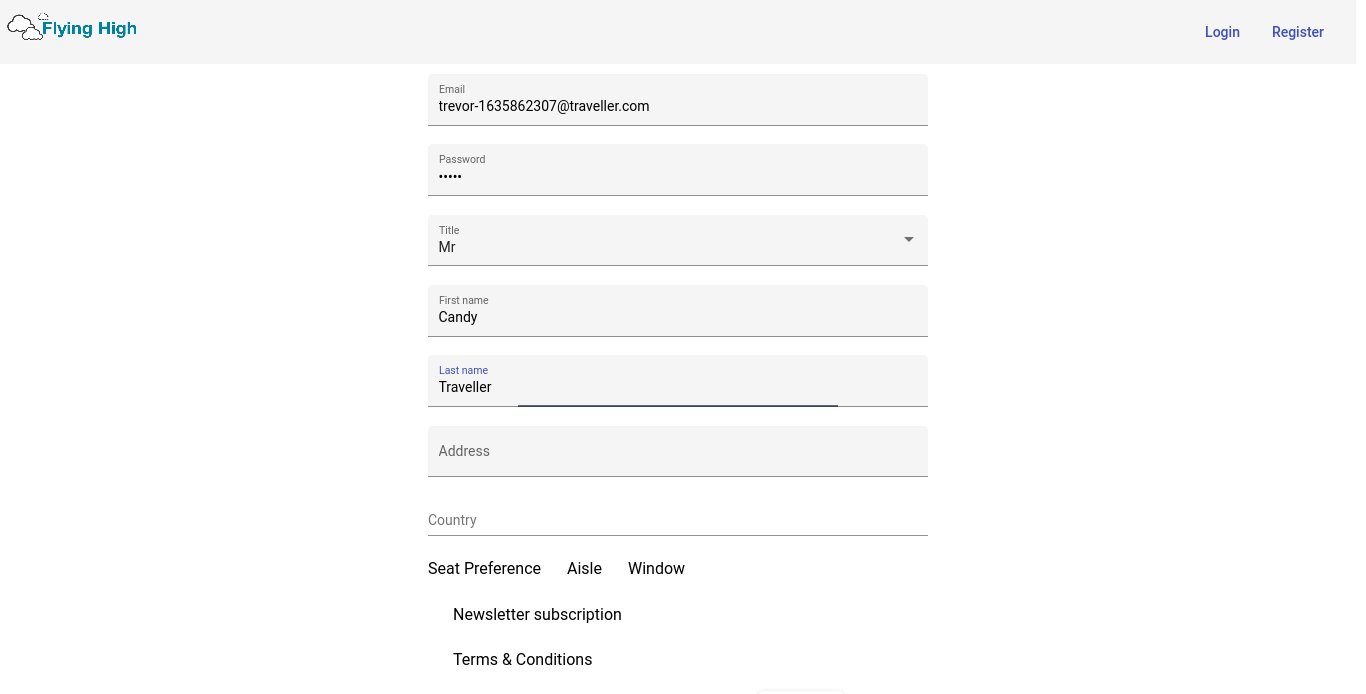 Flying High
Login Register
Email
trevor-1635862307@traveller.com
Password
•••••
Title
Mr
First name
Candy
Last name
Traveller
Address
Country
Seat Preference Aisle Window
Newsletter subscription
Terms & Conditions